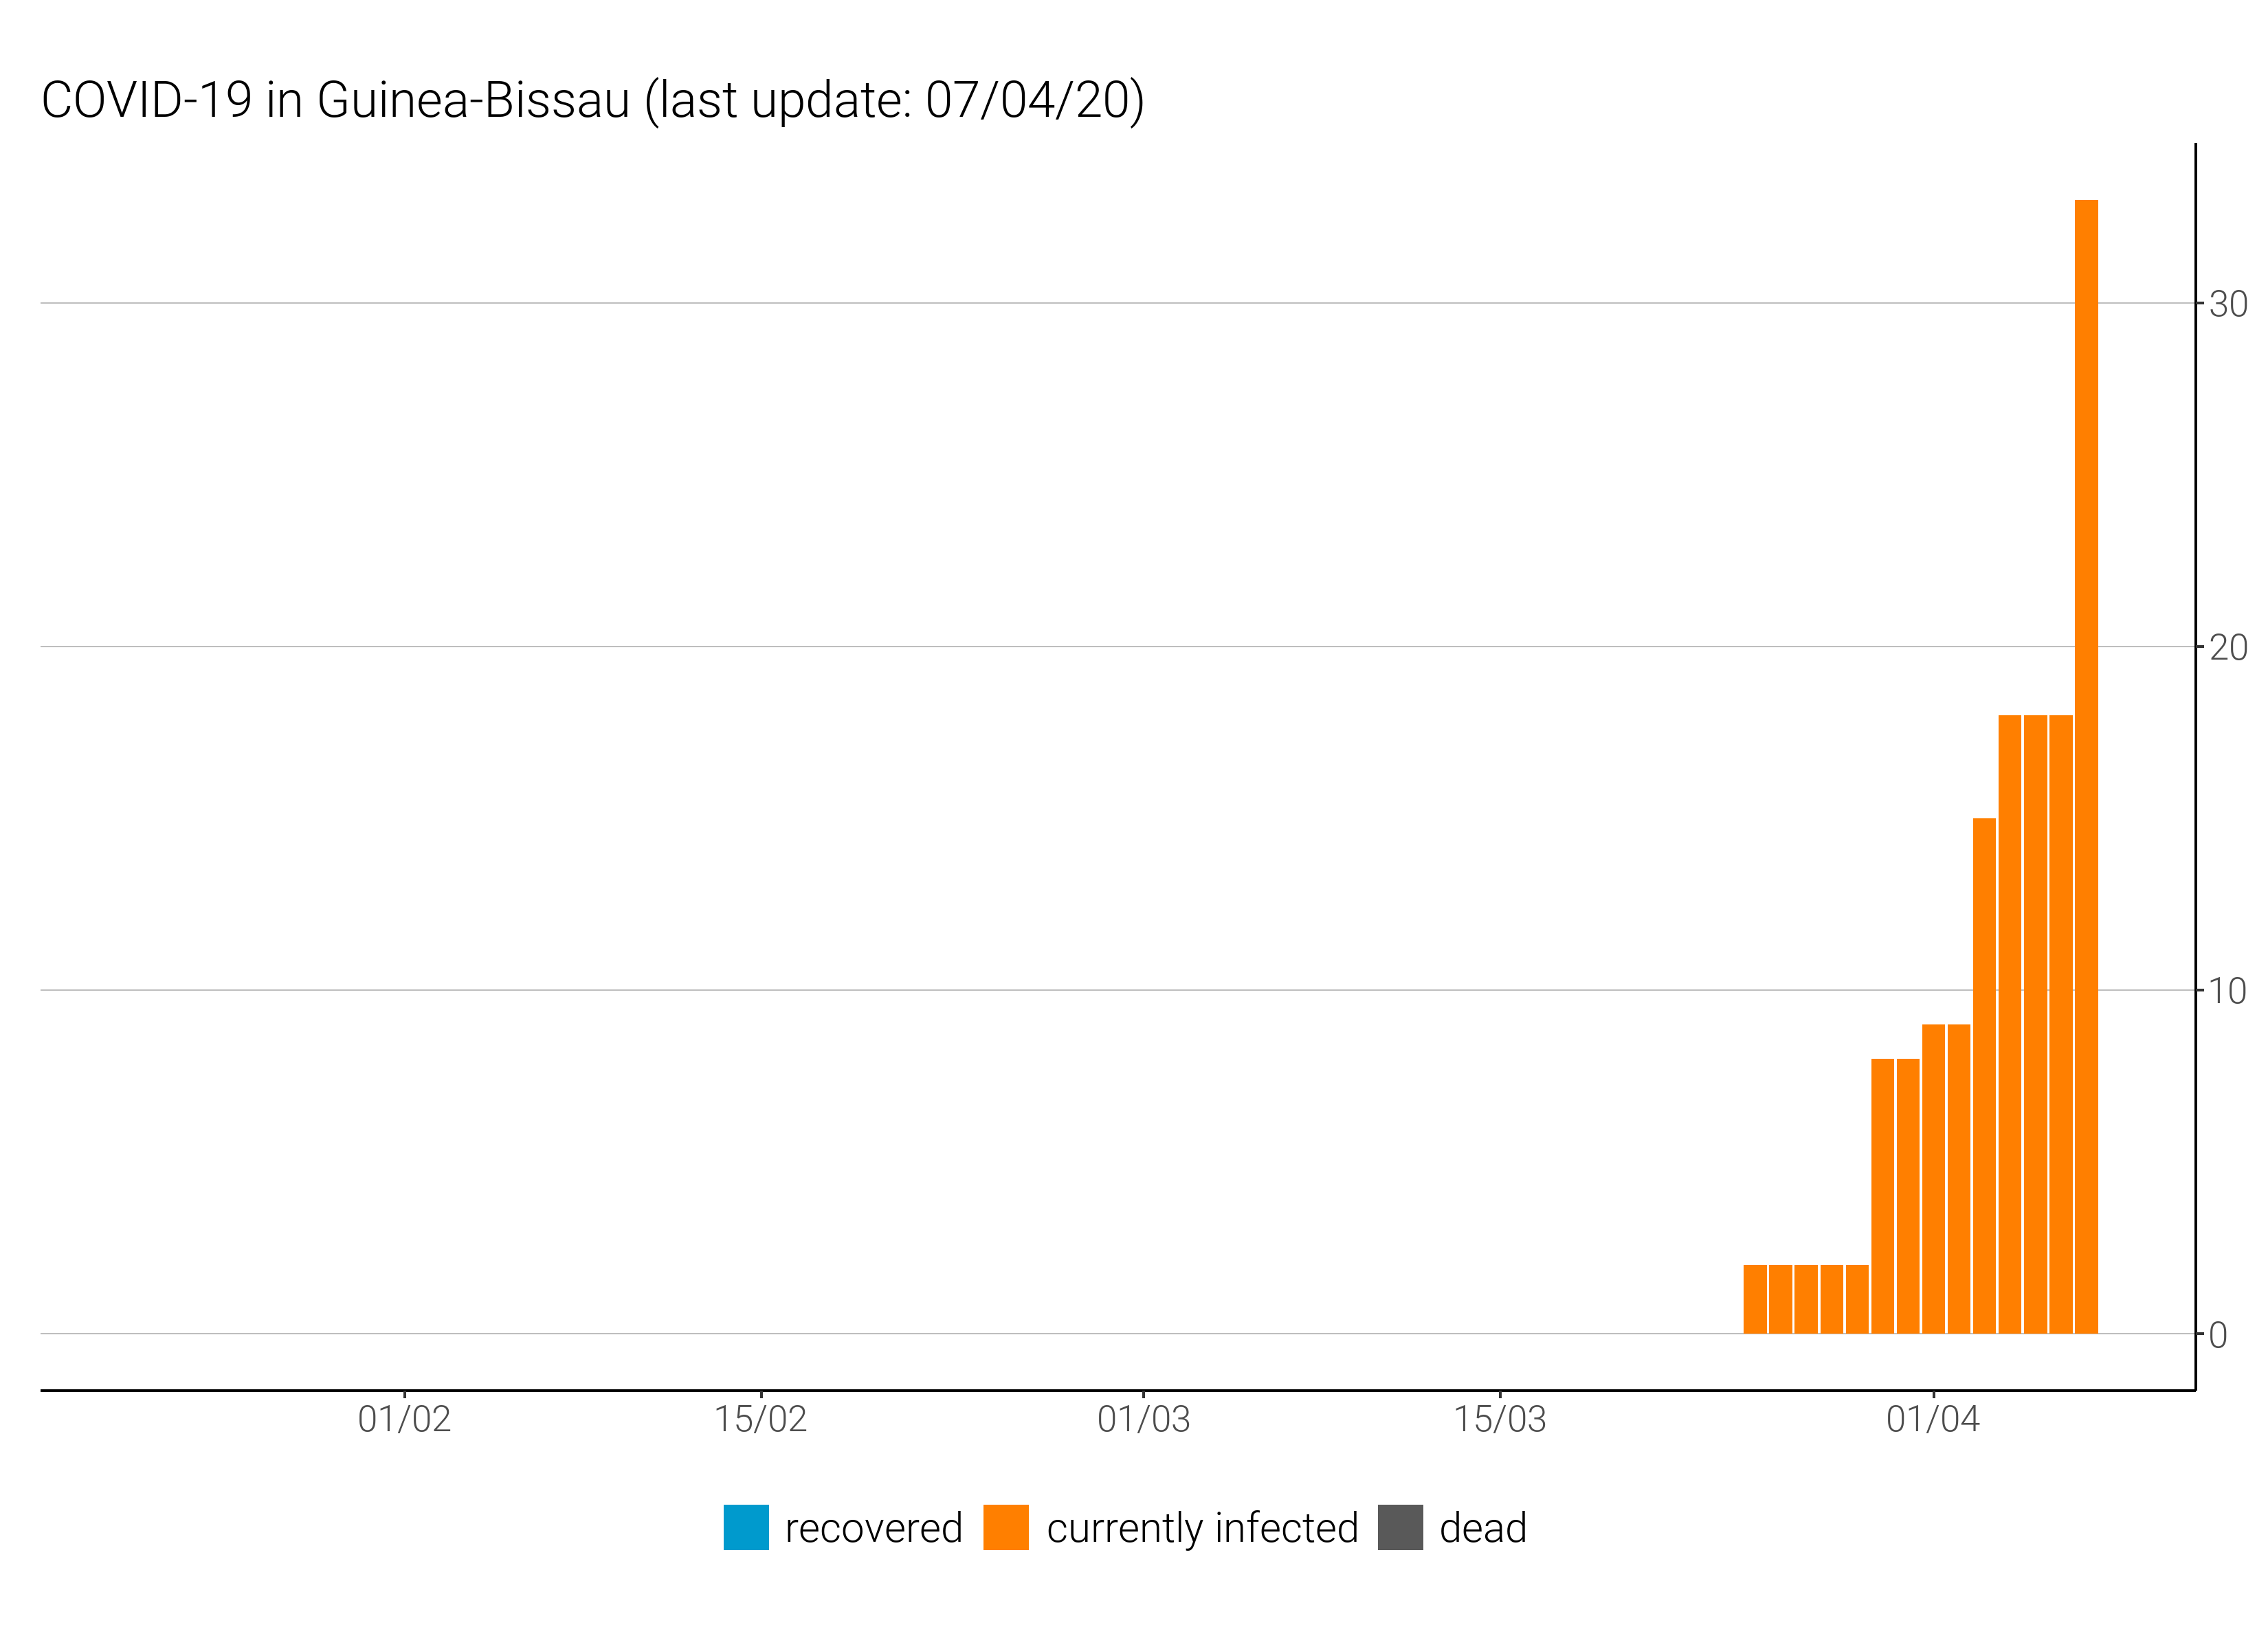 COVID-19 in Guinea-Bissau (last update: 07/04/20)
30
20
10
0
01/02 15/02 01/03 15/03 01/04
recovered currently infected dead